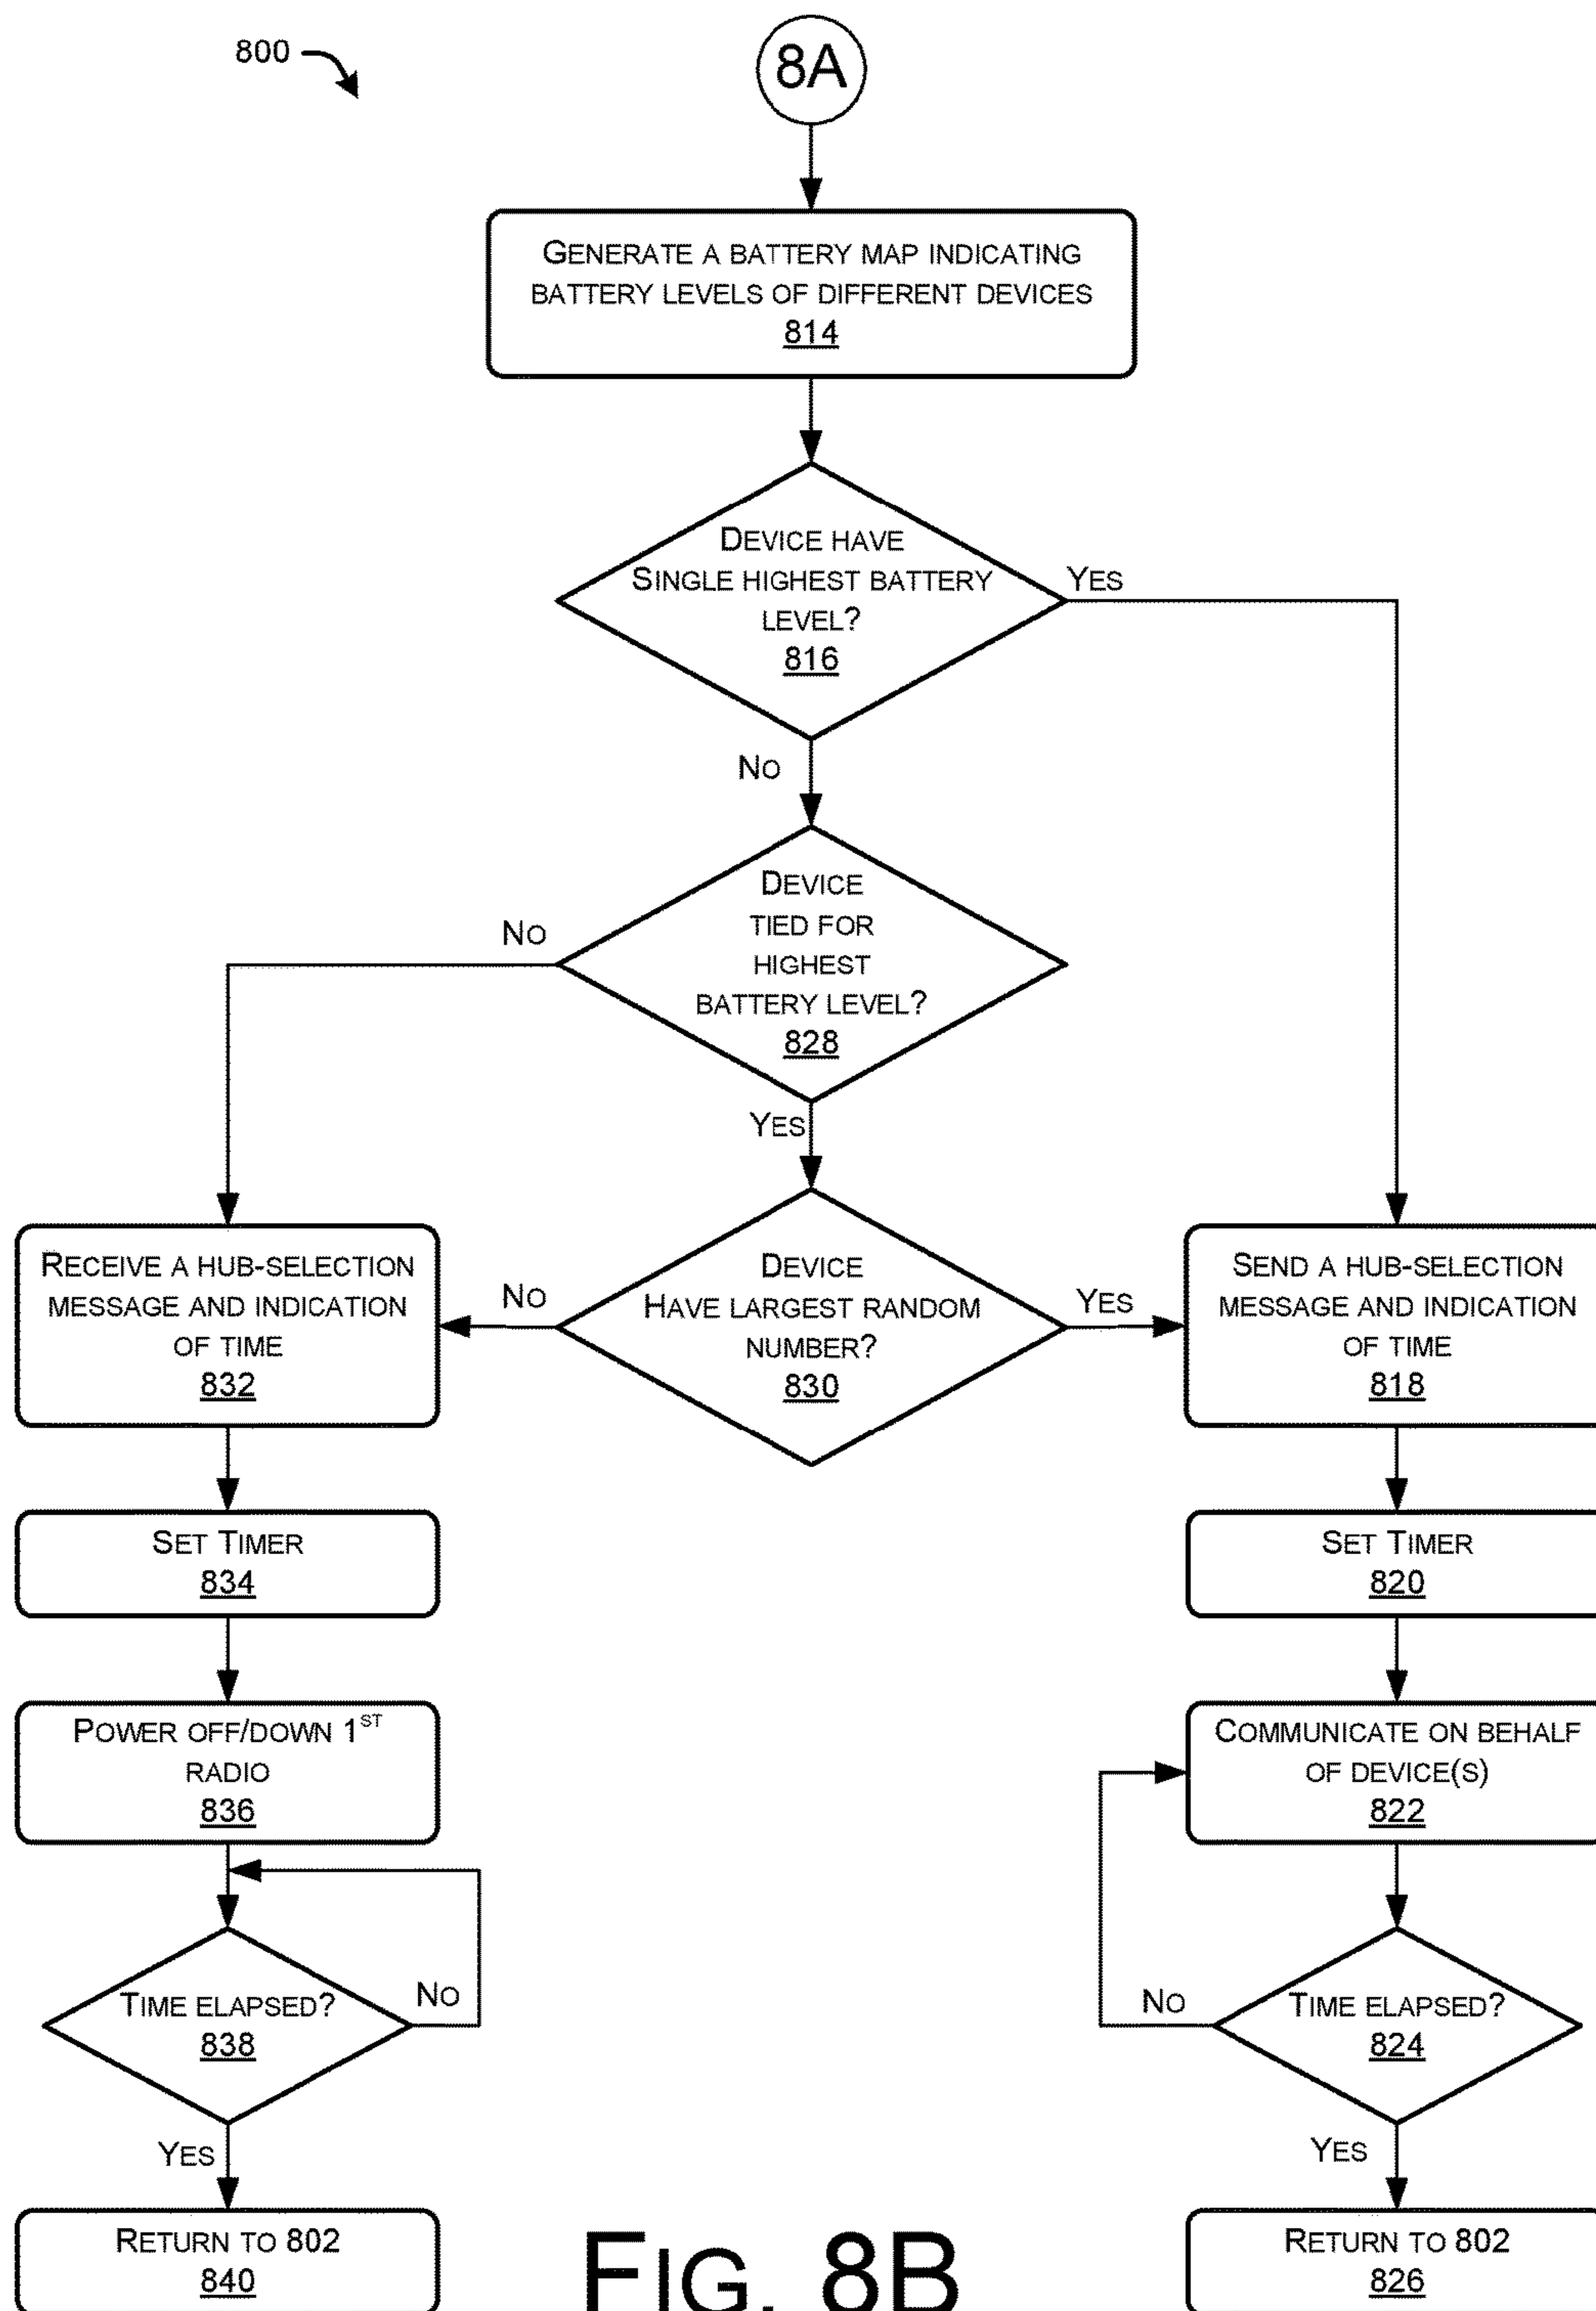 800
8A
GENERATE A BATTERY MAP INDICATING
BATTERY LEVELS OF DIFFERENT DEVICES
814
DEVICE HAVE
SINGLE HIGHEST BATTERY
LEVEL?
816
YES
NO
DEVICE
TIED FOR
HIGHEST
BATTERY LEVEL?
828
NO
YES
RECEIVE A HUB-SELECTION
MESSAGE AND INDICATION
OF TIME
832
NO
DEVICE
HAVE LARGEST RANDOM
NUMBER?
830
YES
SEND A HUB-SELECTION
MESSAGE AND INDICATION
OF TIME
818
SET TIMER
834
SET TIMER
820
POWER OFF/DOWN 1ST
RADIO
836
COMMUNICATE ON BEHALF
OF DEVICE(S)
822
TIME ELAPSED?
838
NO
NO
TIME ELAPSED?
824
YES
YES
RETURN TO 802
840
FIG. 8B
RETURN TO 802
826